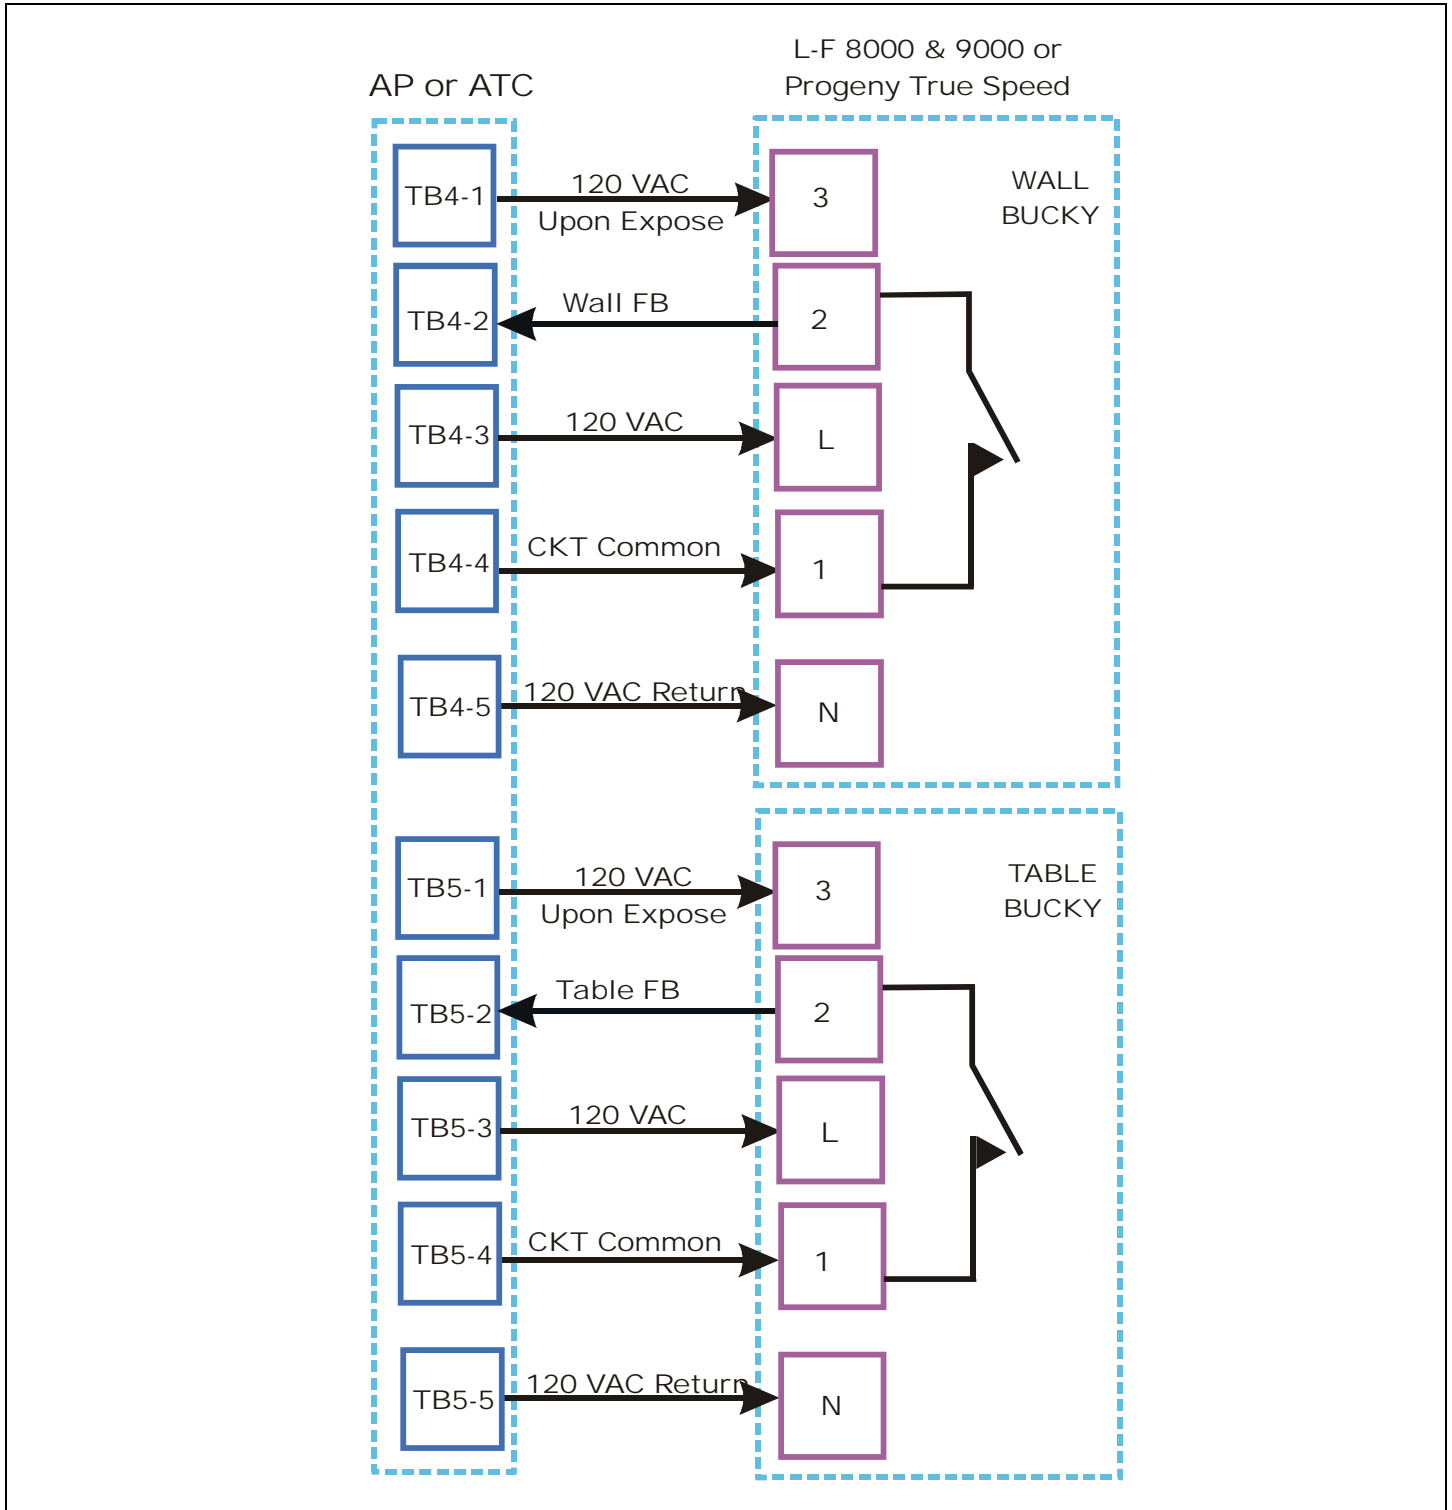 L-F 8000 & 9000 or
Progeny True Speed
AP or ATC
TB4-1
120 VAC
Upon Expose
3
WALL
BUCKY
TB4-2
Wall FB
2
TB4-3
120 VAC
L
TB4-4
CKT Common
1
TB4-5
120 VAC Return
N
TB5-1
120 VAC
Upon Expose
3
TABLE
BUCKY
TB5-2
Table FB
2
TB5-3
120 VAC
L
TB5-4
CKT Common
1
TB5-5
120 VAC Return
N